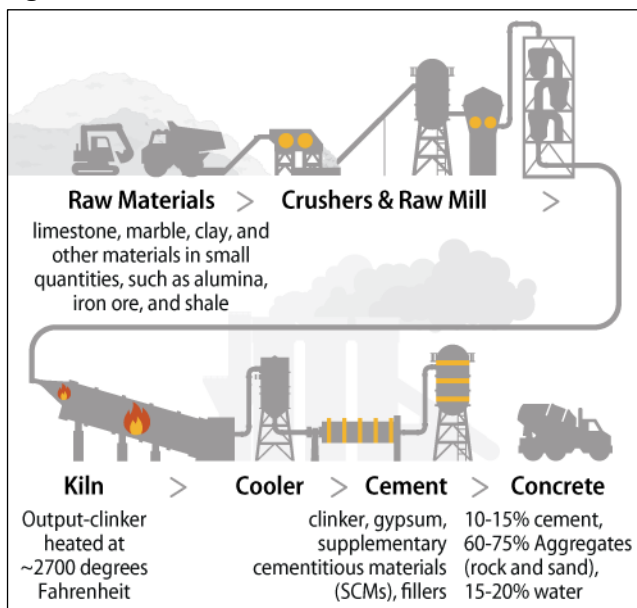 Raw Materials > Crushers & Raw Mill >
limestone, marble, clay, and
other materials in small
quantities, such as alumina,
iron ore, and shale
Kiln > Cooler > Cement > Concrete
Output-clinker
heated at
~2700 degrees
Fahrenheit
clinker, gypsum,
supplementary
cementitious materials
(SCMs), fillers
10-15% cement,
60-75% Aggregates
(rock and sand),
15-20% water